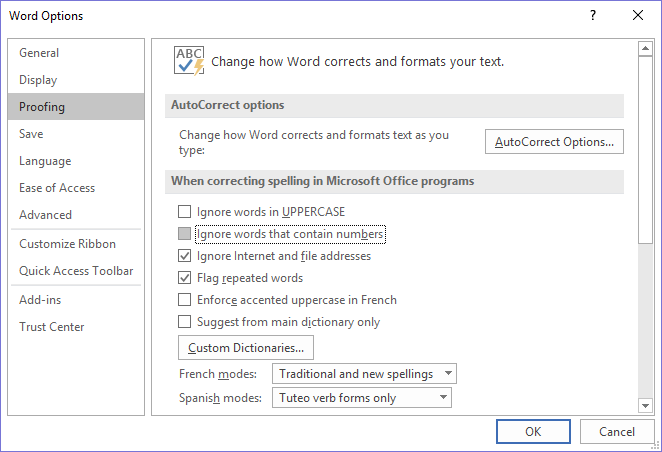 Word Options
?
General
Display
Proofing
Save
Language
Ease of Access
Advanced
Customize Ribbon
Quick Access Toolbar
Add-ins
Trust Center
ABC
Change how Word corrects and formats your text.
AutoCorrect options
Change how Word corrects and formats text as you
type:
AutoCorrect Options...
When correcting spelling in Microsoft Office programs
Ignore words in UPPERCASE
Ignore words that contain numbers
Ignore Internet and file addresses
Flag repeated words
Enforce accented uppercase in French
Suggest from main dictionary only
Custom Dictionaries...
French modes: Traditional and new spellings
Spanish modes: Tuteo verb forms only
OK Cancel